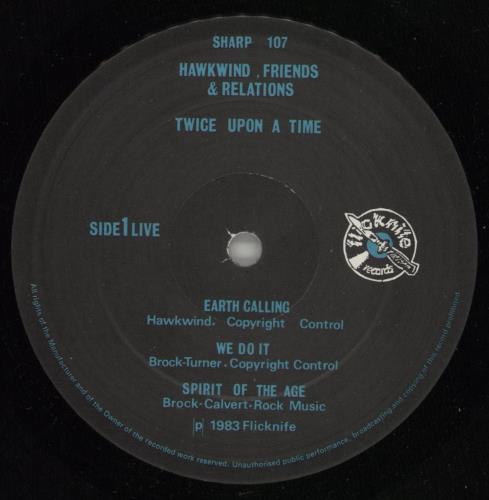 SHARP 107
HAWKWIND, FRIENDS
& RELATIONS
TWICE UPON A TIME
SIDE 1 LIVE
flicknife
records
EARTH CALLING
Hawkwind. Copyright Control
WE DO IT
Brock-Turner. Copyright Control
SPIRIT OF THE AGE
Brock-Calvert-Rock Music
p 1983 Flicknife
All rights of the Manufacturer and of the Owner of the recorded work reserved. Unauthorised public performance, broadcasting and copying of this record prohibited